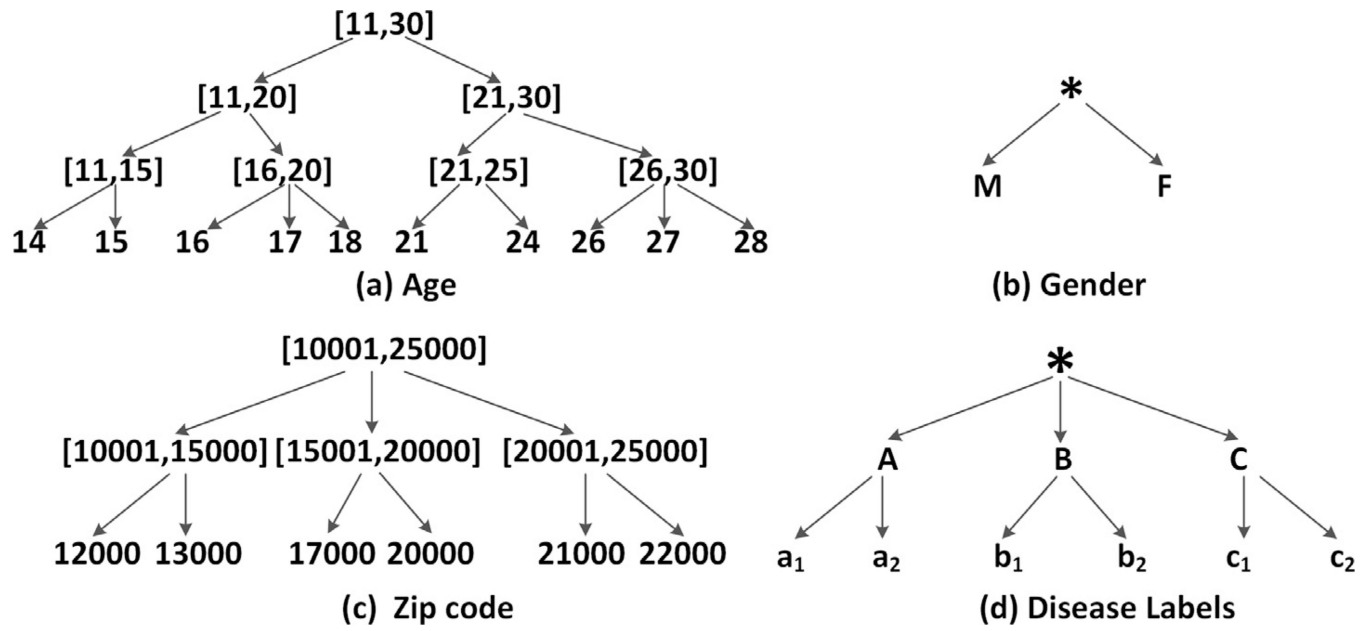 [11,30]
[11,20] [21,30]
[11,15] [16,20] [21,25] [26,30]
14 15 16 17 18 21 24 26 27 28
(a) Age
*
M F
(b) Gender
[10001,25000]
[10001,15000] [15001,20000] [20001,25000]
12000 13000 17000 20000 21000 22000
(c) Zip code
*
A B C
a₁ a₂ b₁ b₂ c₁ c₂
(d) Disease Labels